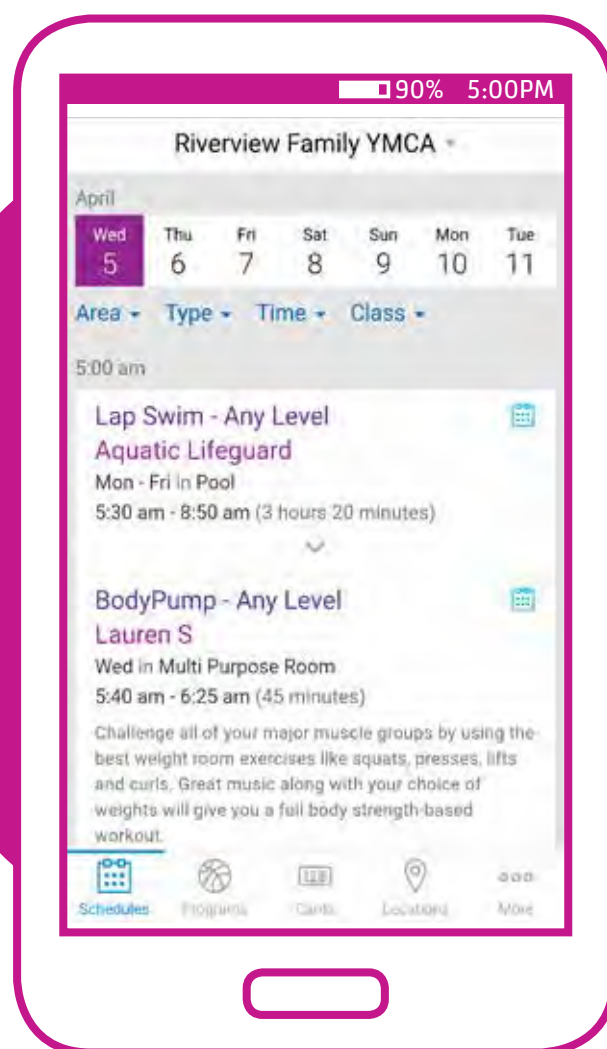 90% 5:00PM
Riverview Family YMCA
April
Wed Thu Fri Sat Sun Mon Tue
5 6 7 8 9 10 11
Area Type Time Class
5:00 am
Lap Swim - Any Level
Aquatic Lifeguard
Mon - Fri in Pool
5:30 am - 8:50 am (3 hours 20 minutes)
BodyPump - Any Level
Lauren S
Wed in Multi Purpose Room
5:40 am - 6:25 am (45 minutes)
Challenge all of your major muscle groups by using the
best weight room exercises like squats, presses, lifts
and curls. Great music along with your choice of
weights will give you a full body strength-based
workout.
Schedules Programs Cards Locations More